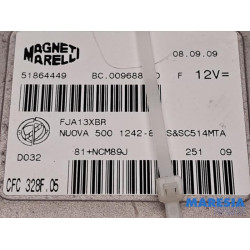 MAGNETI MARELLI 08.09.09
51864449 BC.009688 F 12V=
FJA13XBR
NUOVA 500 1242-E S&SC514MTA
D032 81+NCM89J 251 09
CFC 328F.05
MARESIA